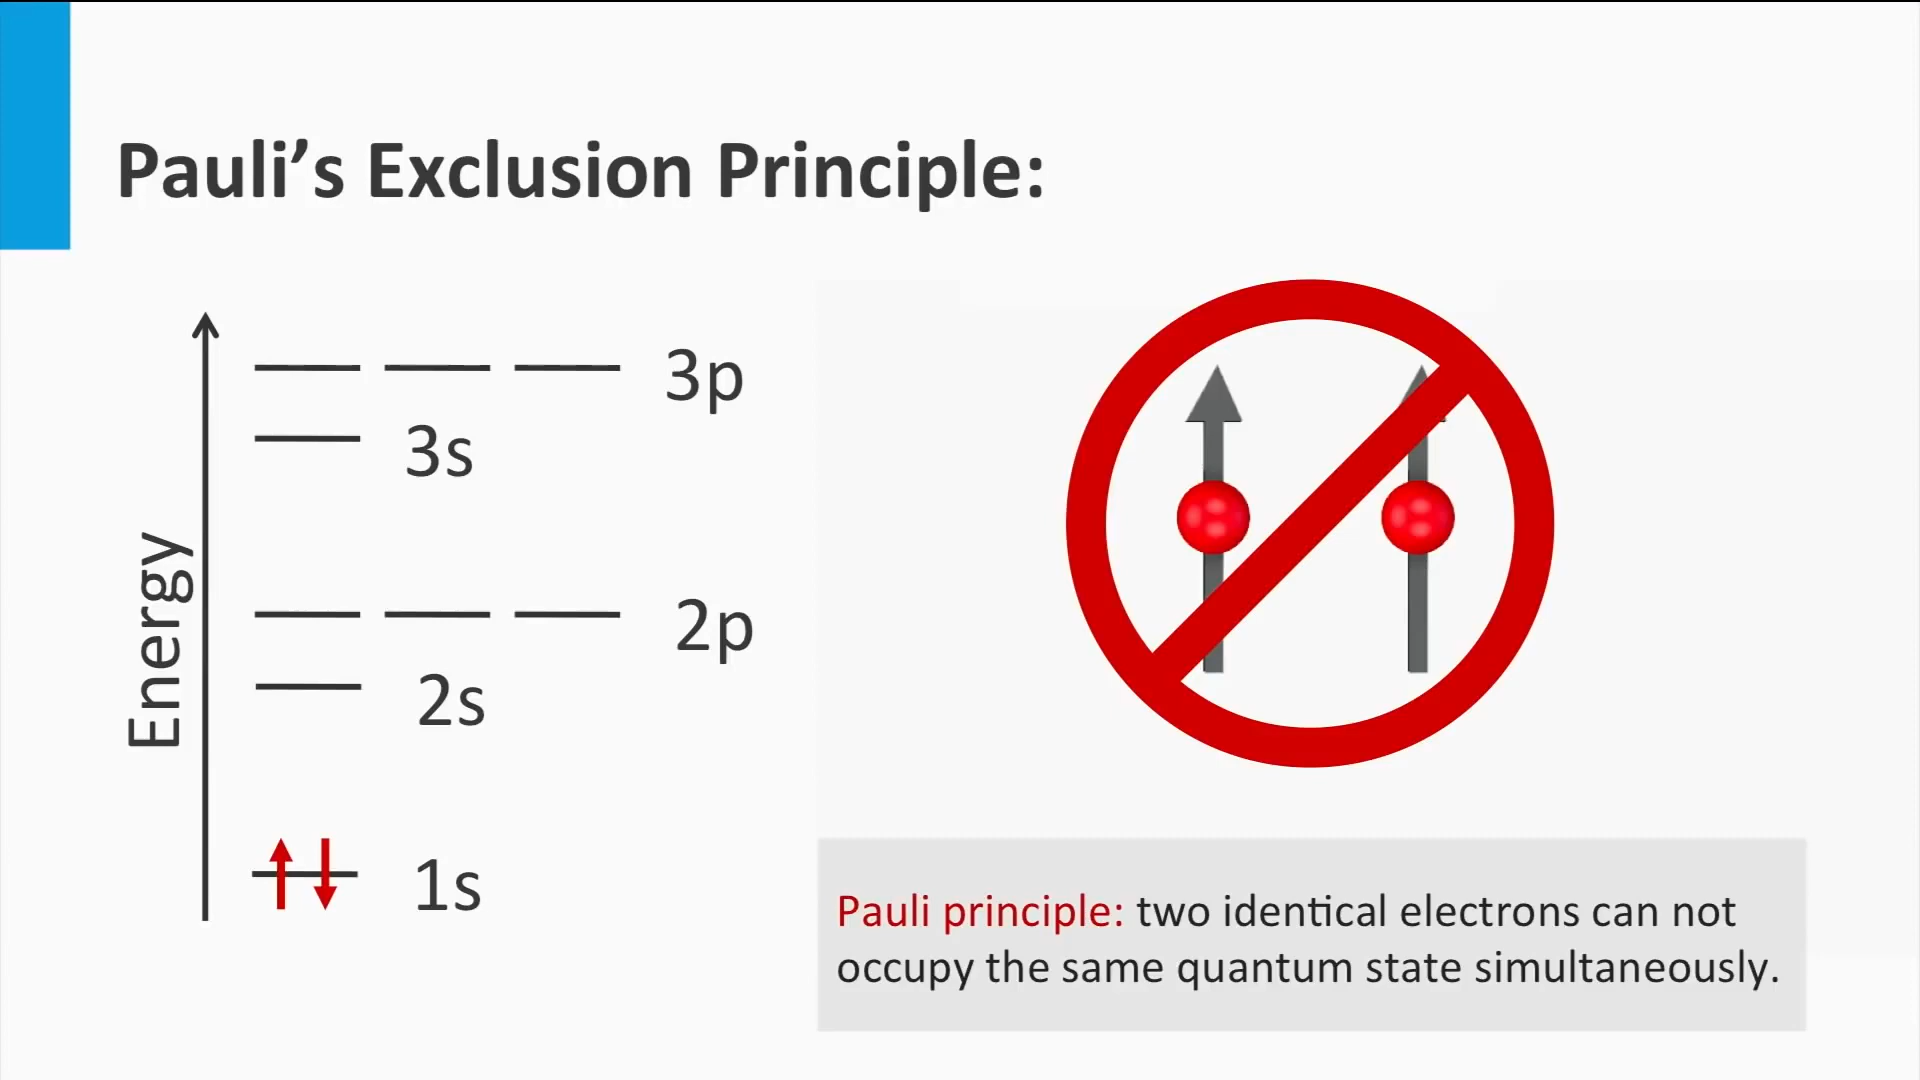 Pauli’s Exclusion Principle:
Energy
3p
3s
2p
2s
1s
Pauli principle: two identical electrons can not
occupy the same quantum state simultaneously.